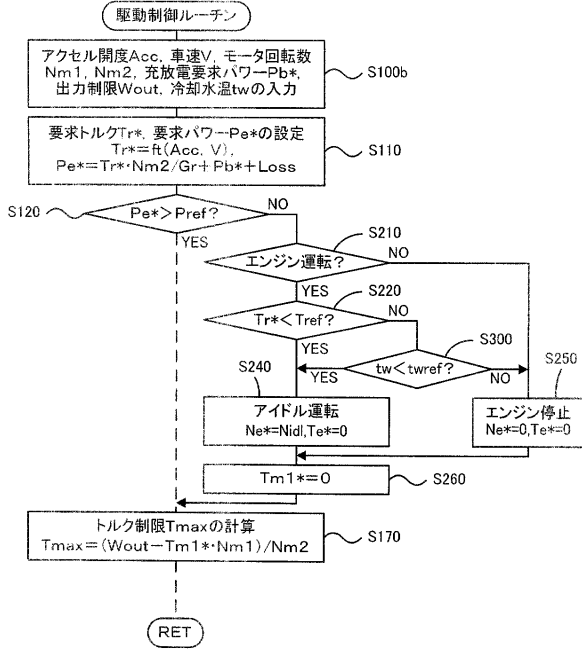 駆動制御ルーチン
アクセル開度Acc, 車速V, モータ回転数
Nm1, Nm2, 充放電要求パワーPb*,
出力制限Wout, 冷却水温twの入力
S100b
要求トルクTr*, 要求パワーPe*の設定
Tr*=ft(Acc, V),
Pe*=Tr*·Nm2/Gr+Pb*+Loss
S110
S120
Pe*>Pref?
NO
YES
S210
エンジン運転?
NO
YES
S220
Tr*<Tref?
NO
YES
S300
tw<twref?
YES
NO
S240
アイドル運転
Ne*=Nidl,Te*=0
S250
エンジン停止
Ne*=0,Te*=0
Tm1*=0
S260
トルク制限Tmaxの計算
Tmax=(Wout-Tm1*·Nm1)/Nm2
S170
RET